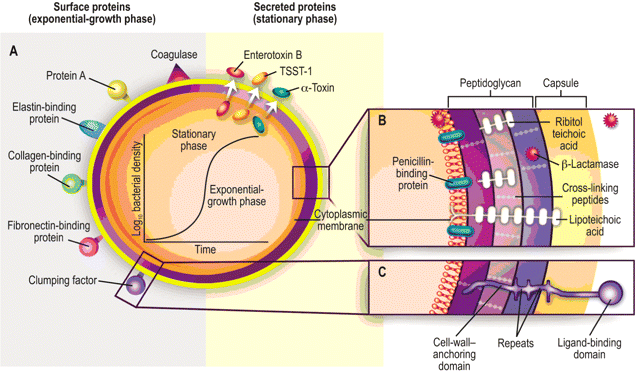 Surface proteins
(exponential-growth phase)
Secreted proteins
(stationary phase)
A
Coagulase
Enterotoxin B
TSST-1
α-Toxin
Protein A
Elastin-binding
protein
Collagen-binding
protein
Fibronectin-binding
protein
Clumping factor
Stationary
phase
Exponential-
growth phase
Log10 bacterial density
Time
Cytoplasmic
membrane
Peptidoglycan
Capsule
B
Ribitol
teichoic
acid
β-Lactamase
Penicillin-
binding
protein
Cross-linking
peptides
Lipoteichoic
acid
C
Cell-wall–
anchoring
domain
Repeats
Ligand-binding
domain